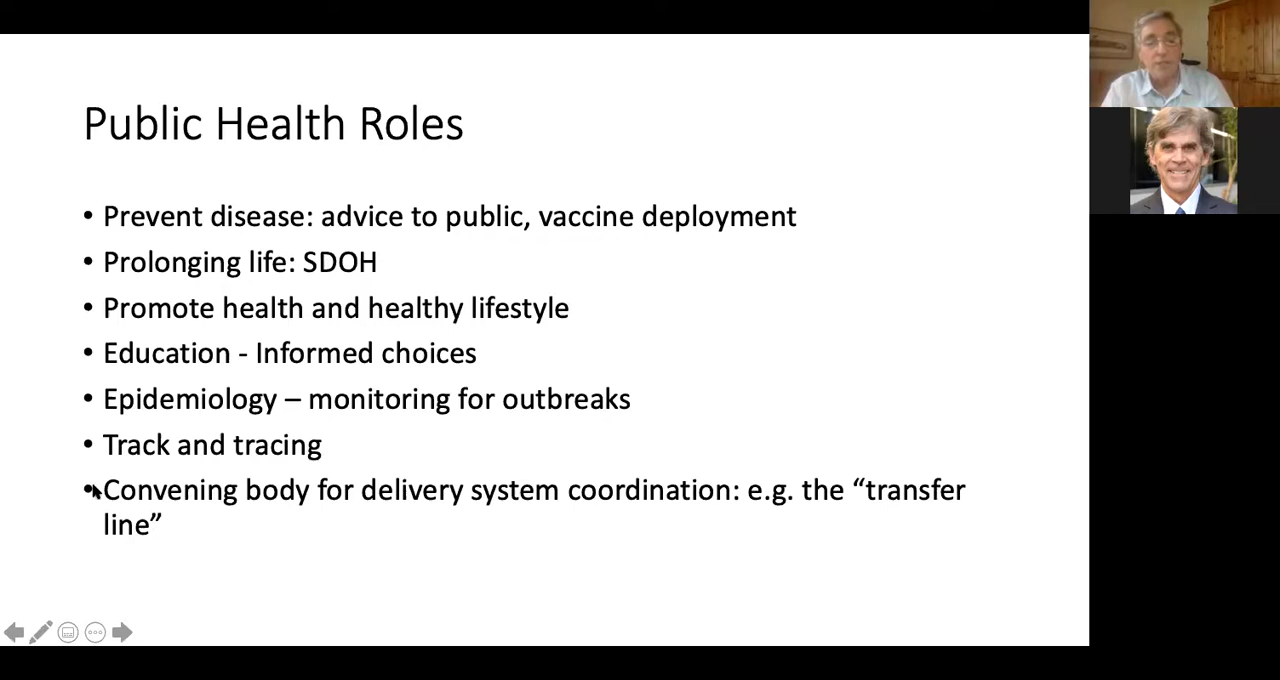 Public Health Roles
• Prevent disease: advice to public, vaccine deployment
• Prolonging life: SDOH
• Promote health and healthy lifestyle
• Education - Informed choices
• Epidemiology – monitoring for outbreaks
• Track and tracing
• Convening body for delivery system coordination: e.g. the “transfer
line”